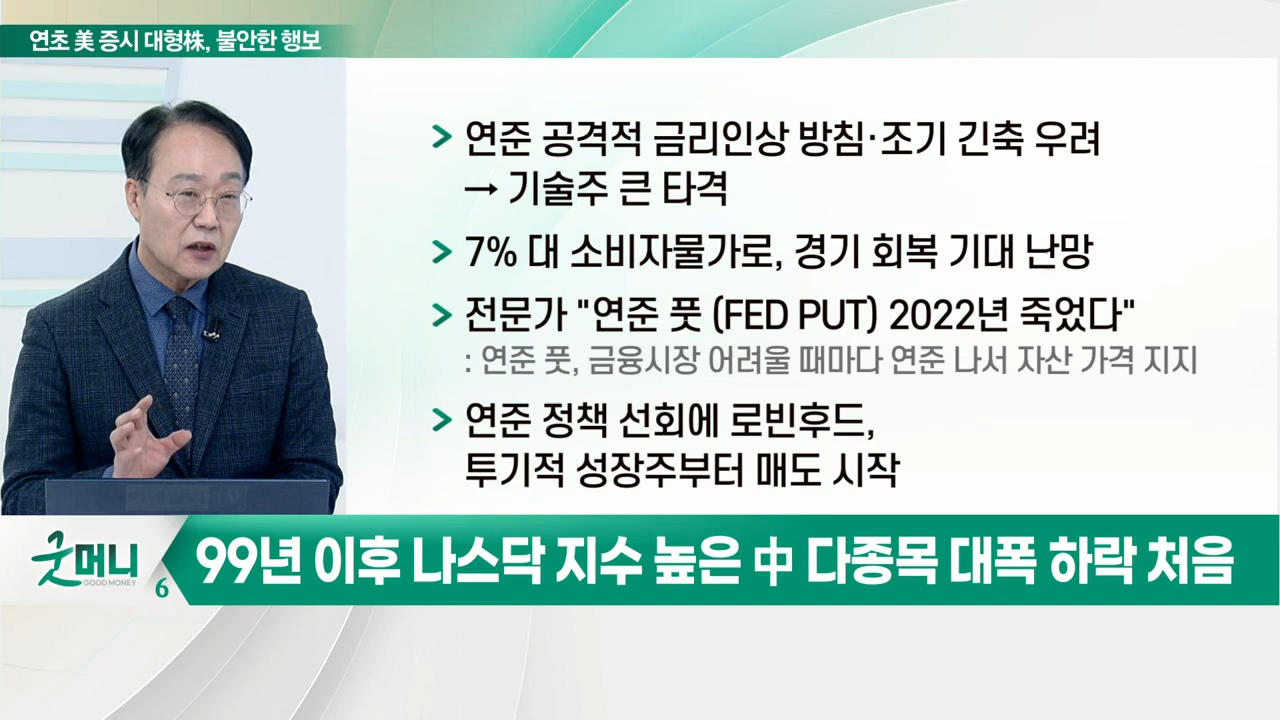 연초 美 증시 대형株, 불안한 행보
> 연준 공격적 금리인상 방침·조기 긴축 우려
→ 기술주 큰 타격
> 7% 대 소비자물가로, 경기 회복 기대 난망
> 전문가 "연준 풋 (FED PUT) 2022년 죽었다"
: 연준 풋, 금융시장 어려울 때마다 연준 나서 자산 가격 지지
> 연준 정책 선회에 로빈후드,
투기적 성장주부터 매도 시작
굿머니
GOOD MONEY
6
99년 이후 나스닥 지수 높은 中 다종목 대폭 하락 처음